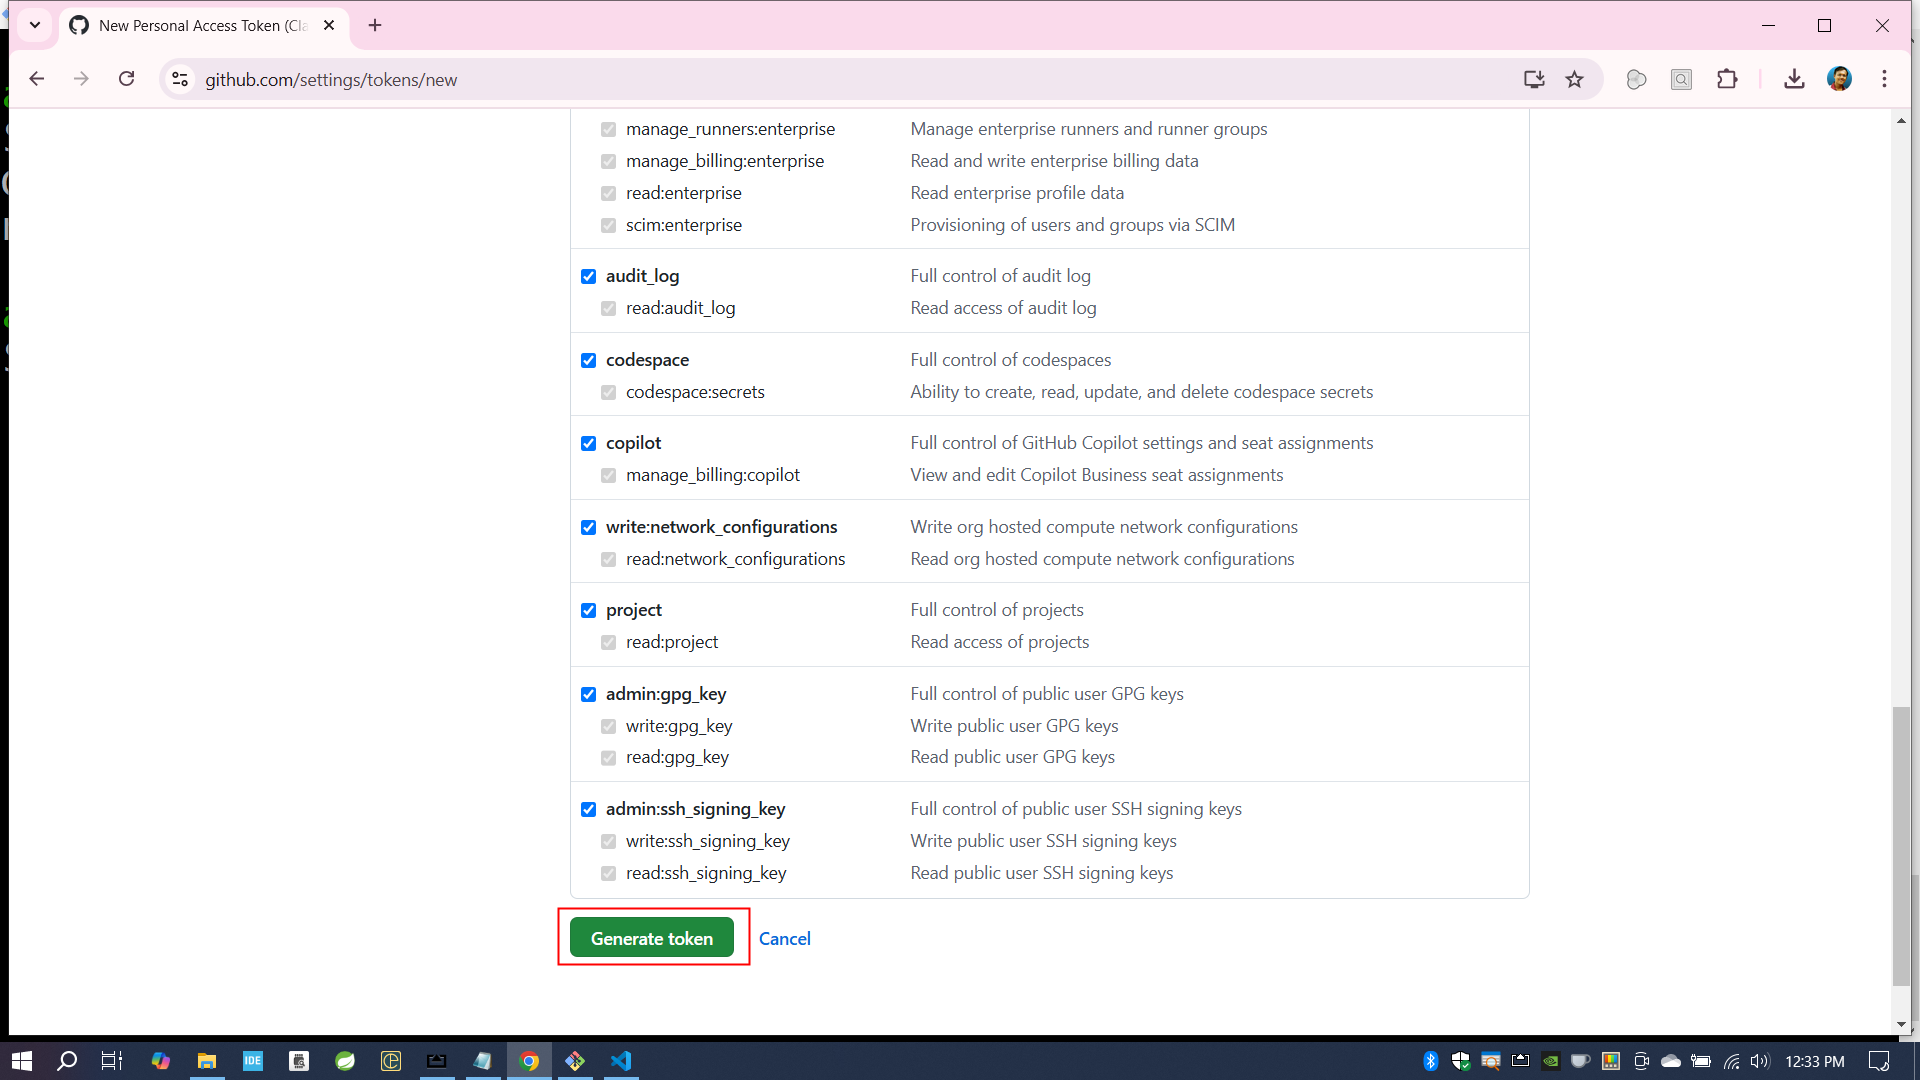 New Personal Access Token (Cla
github.com/settings/tokens/new
manage_runners:enterprise Manage enterprise runners and runner groups
manage_billing:enterprise Read and write enterprise billing data
read:enterprise Read enterprise profile data
scim:enterprise Provisioning of users and groups via SCIM
audit_log Full control of audit log
read:audit_log Read access of audit log
codespace Full control of codespaces
codespace:secrets Ability to create, read, update, and delete codespace secrets
copilot Full control of GitHub Copilot settings and seat assignments
manage_billing:copilot View and edit Copilot Business seat assignments
write:network_configurations Write org hosted compute network configurations
read:network_configurations Read org hosted compute network configurations
project Full control of projects
read:project Read access of projects
admin:gpg_key Full control of public user GPG keys
write:gpg_key Write public user GPG keys
read:gpg_key Read public user GPG keys
admin:ssh_signing_key Full control of public user SSH signing keys
write:ssh_signing_key Write public user SSH signing keys
read:ssh_signing_key Read public user SSH signing keys
Generate token Cancel
IDE
12:33 PM